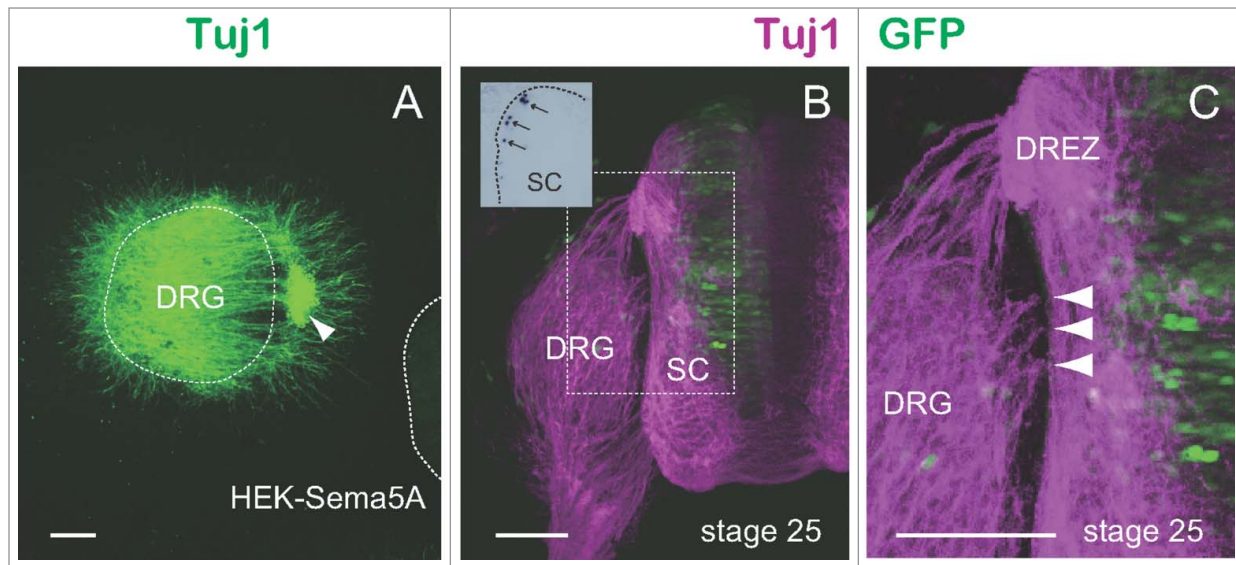 Tuj1
Tuj1 GFP
A
DRG
HEK-Sema5A
B
SC
DRG
SC
stage 25
C
DREZ
DRG
stage 25